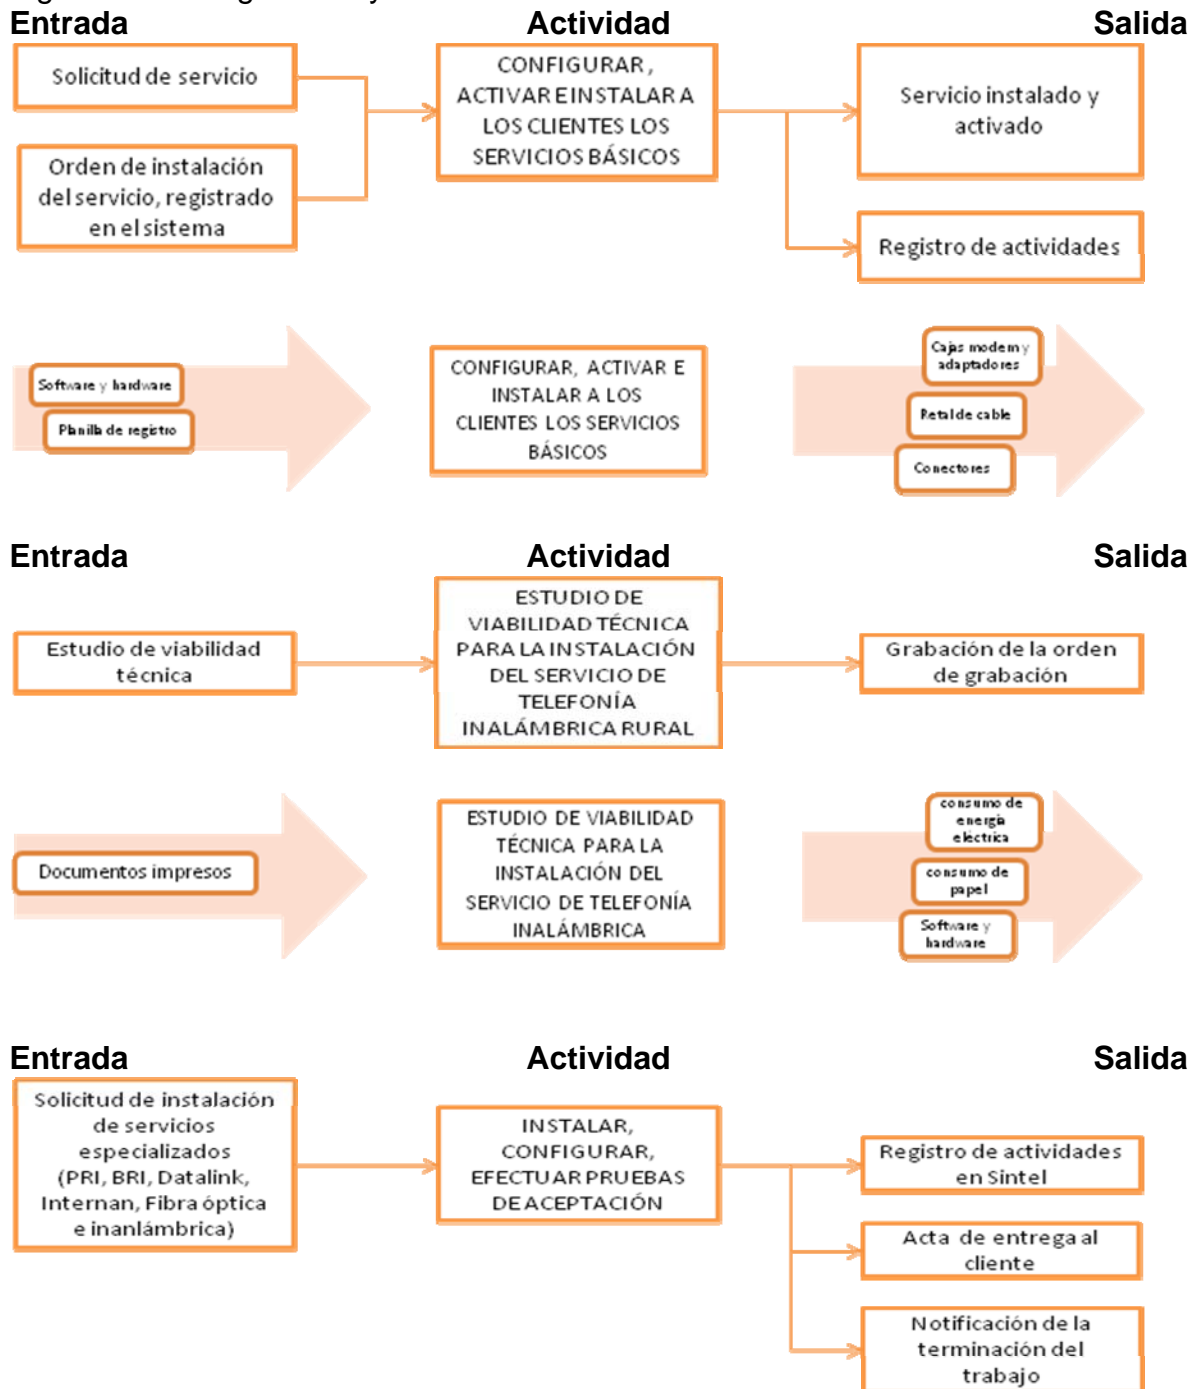 Entrada Actividad Salida
Solicitud de servicio
Orden de instalación
del servicio, registrado
en el sistema
CONFIGURAR,
ACTIVAR E INSTALAR A
LOS CLIENTES LOS
SERVICIOS BÁSICOS
Servicio instalado y
activado
Registro de actividades
Software y hardware
Planilla de registro
CONFIGURAR, ACTIVAR E
INSTALAR A LOS
CLIENTES LOS SERVICIOS
BÁSICOS
Cajas modem y
adaptadores
Retal de cable
Conectores
Entrada Actividad Salida
Estudio de viabilidad
técnica
ESTUDIO DE
VIABILIDAD TÉCNICA
PARA LA INSTALACIÓN
DEL SERVICIO DE
TELEFONÍA
INALÁMBRICA RURAL
Grabación de la orden
de grabación
Documentos impresos
ESTUDIO DE VIABILIDAD
TÉCNICA PARA LA
INSTALACIÓN DEL
SERVICIO DE TELEFONÍA
INALÁMBRICA
consumo de
energía
eléctrica
consumo de
papel
Software y
hardware
Entrada Actividad Salida
Solicitud de instalación
de servicios
especializados
(PRI, BRI, Datalink,
Internan, Fibra óptica
e inanlámbrica)
INSTALAR,
CONFIGURAR,
EFECTUAR PRUEBAS
DE ACEPTACIÓN
Registro de actividades
en Sintel
Acta de entrega al
cliente
Notificación de la
terminación del
trabajo